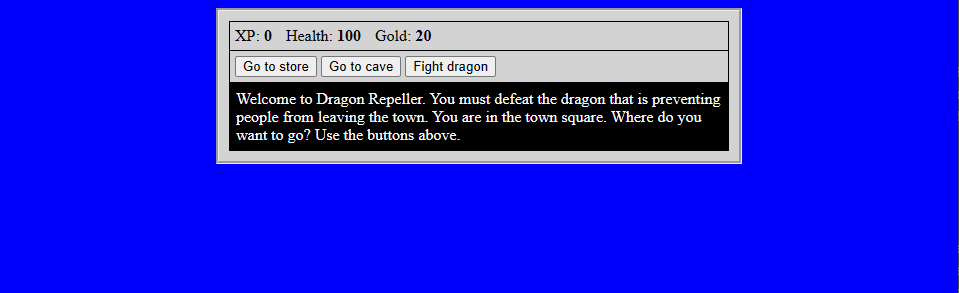 XP: 0 Health: 100 Gold: 20
Go to store Go to cave Fight dragon
Welcome to Dragon Repeller. You must defeat the dragon that is preventing
people from leaving the town. You are in the town square. Where do you
want to go? Use the buttons above.